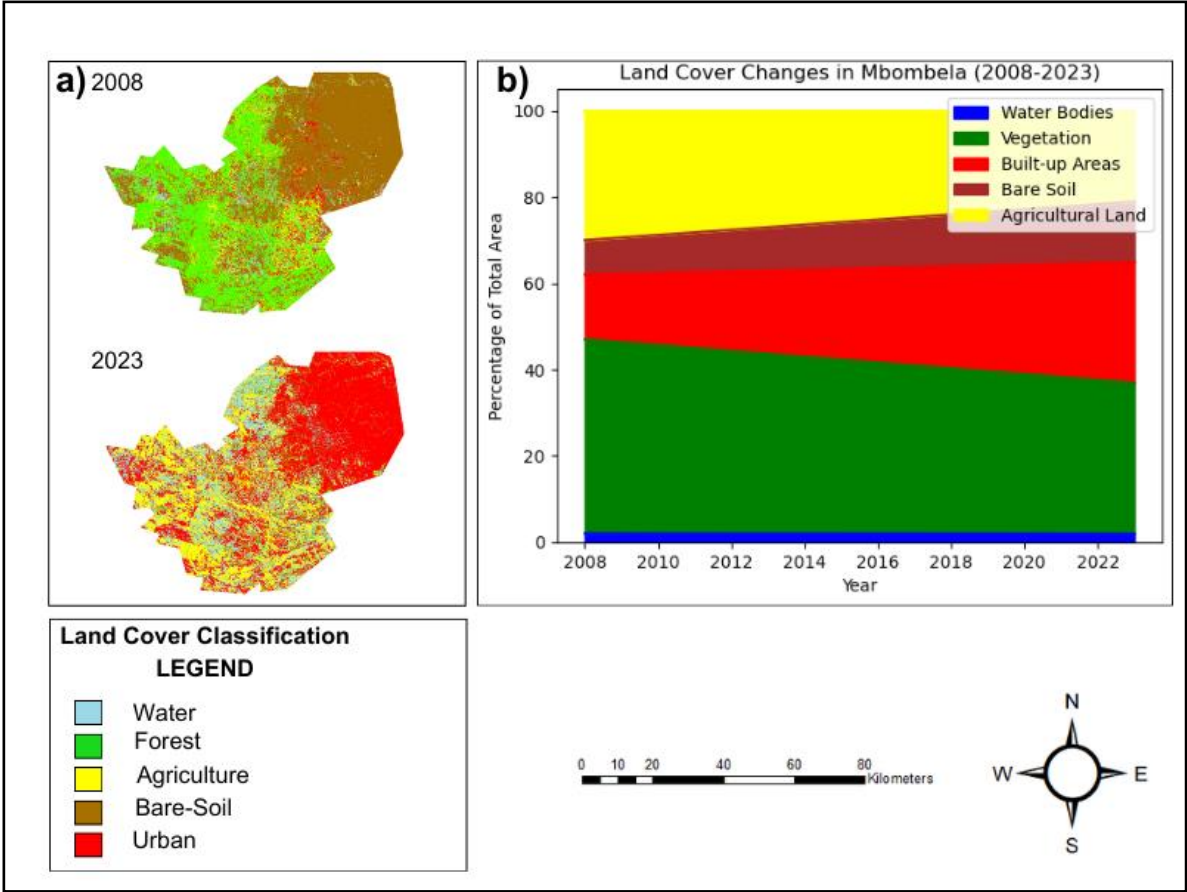 a) 2008
2023
b)
Land Cover Changes in Mbombela (2008-2023)
Water Bodies
Vegetation
Built-up Areas
Bare Soil
Agricultural Land
Percentage of Total Area
100
80
60
40
20
0
2008 2010 2012 2014 2016 2018 2020 2022
Year
Land Cover Classification
LEGEND
Water
Forest
Agriculture
Bare-Soil
Urban
0 10 20 40 60 80
Kilometers
N
W E
S